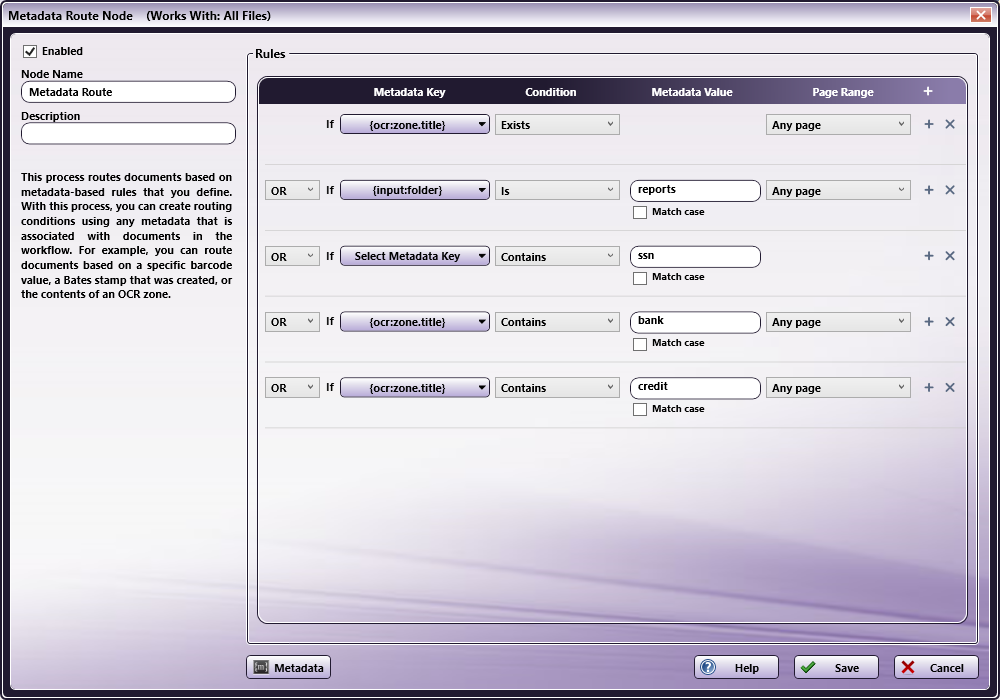 Metadata Route Node (Works With: All Files)
Enabled
Node Name
Metadata Route
Description
This process routes documents based on
metadata-based rules that you define.
With this process, you can create routing
conditions using any metadata that is
associated with documents in the
workflow. For example, you can route
documents based on a specific barcode
value, a Bates stamp that was created, or
the contents of an OCR zone.
Rules
Metadata Key Condition Metadata Value Page Range +
If {ocr:zone.title} Exists Any page + ×
OR If {input:folder} Is reports Any page + ×
Match case
OR If Select Metadata Key Contains ssn + ×
Match case
OR If {ocr:zone.title} Contains bank Any page + ×
Match case
OR If {ocr:zone.title} Contains credit Any page + ×
Match case
{m} Metadata ? Help Save Cancel